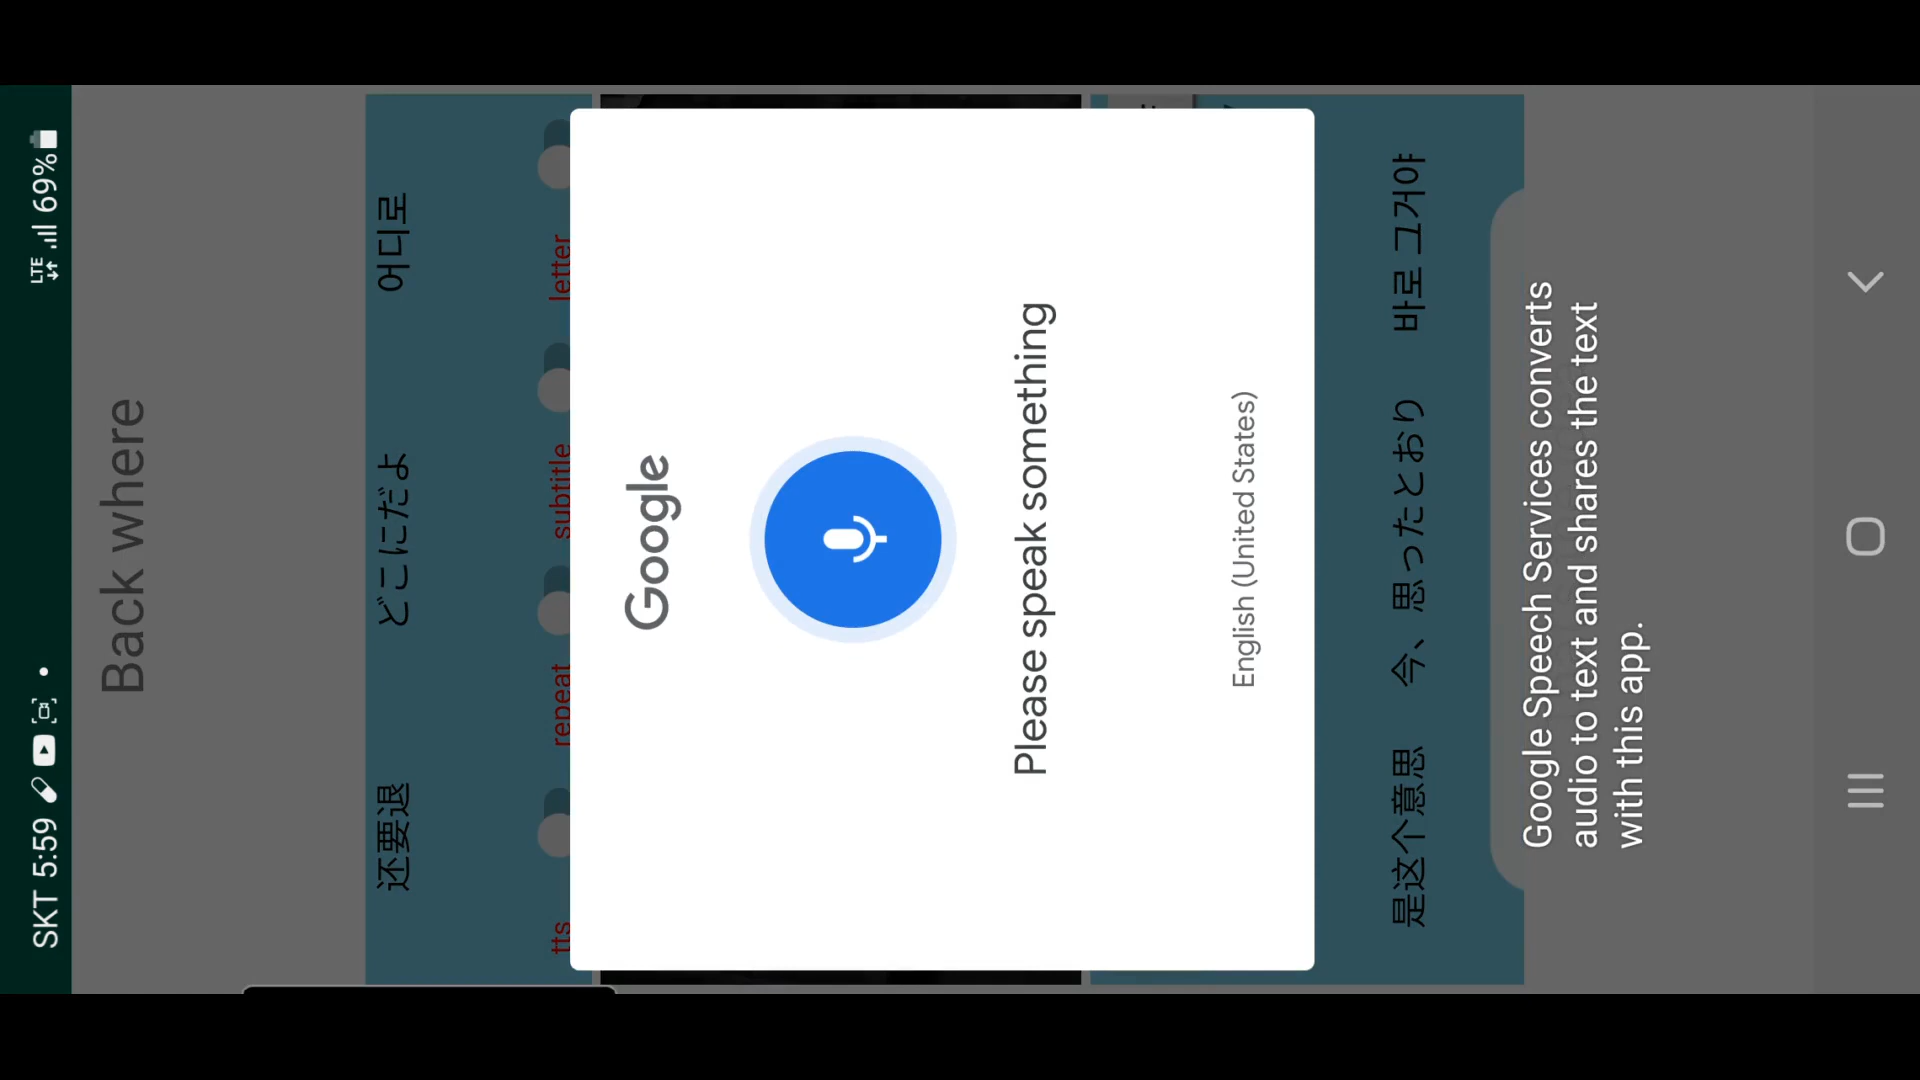 SKT 5:59
LTE
69%
Back where
还要退 どこにだよ 어디로
tts repeat subtitle letter
Google
Please speak something
English (United States)
是这个意思 今、思ったとおり 바로 그거야
Google Speech Services converts
audio to text and shares the text
with this app.